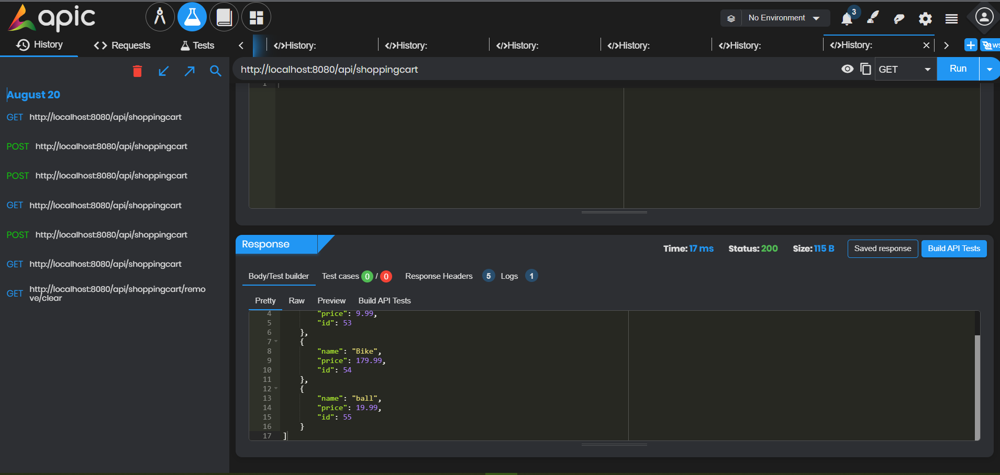 apic
No Environment
3
History
Requests
Tests
</>History:
</>History:
</>History:
</>History:
</>History:
</>History:
http://localhost:8080/api/shoppingcart
GET
Run
August 20
GET http://localhost:8080/api/shoppingcart
POST http://localhost:8080/api/shoppingcart
POST http://localhost:8080/api/shoppingcart
GET http://localhost:8080/api/shoppingcart
POST http://localhost:8080/api/shoppingcart
GET http://localhost:8080/api/shoppingcart
GET http://localhost:8080/api/shoppingcart/remo
ve/clear
1
Response
Time: 17 ms
Status: 200
Size: 115 B
Saved response
Build API Tests
Body/Test builder
Test cases 0 / 0
Response Headers 5
Logs 1
Pretty
Raw
Preview
Build API Tests
4 "price": 9.99,
5 "id": 53
6 },
7 {
8 "name": "Bike",
9 "price": 179.99,
10 "id": 54
11 },
12 {
13 "name": "ball",
14 "price": 19.99,
15 "id": 55
16 }
17 ]